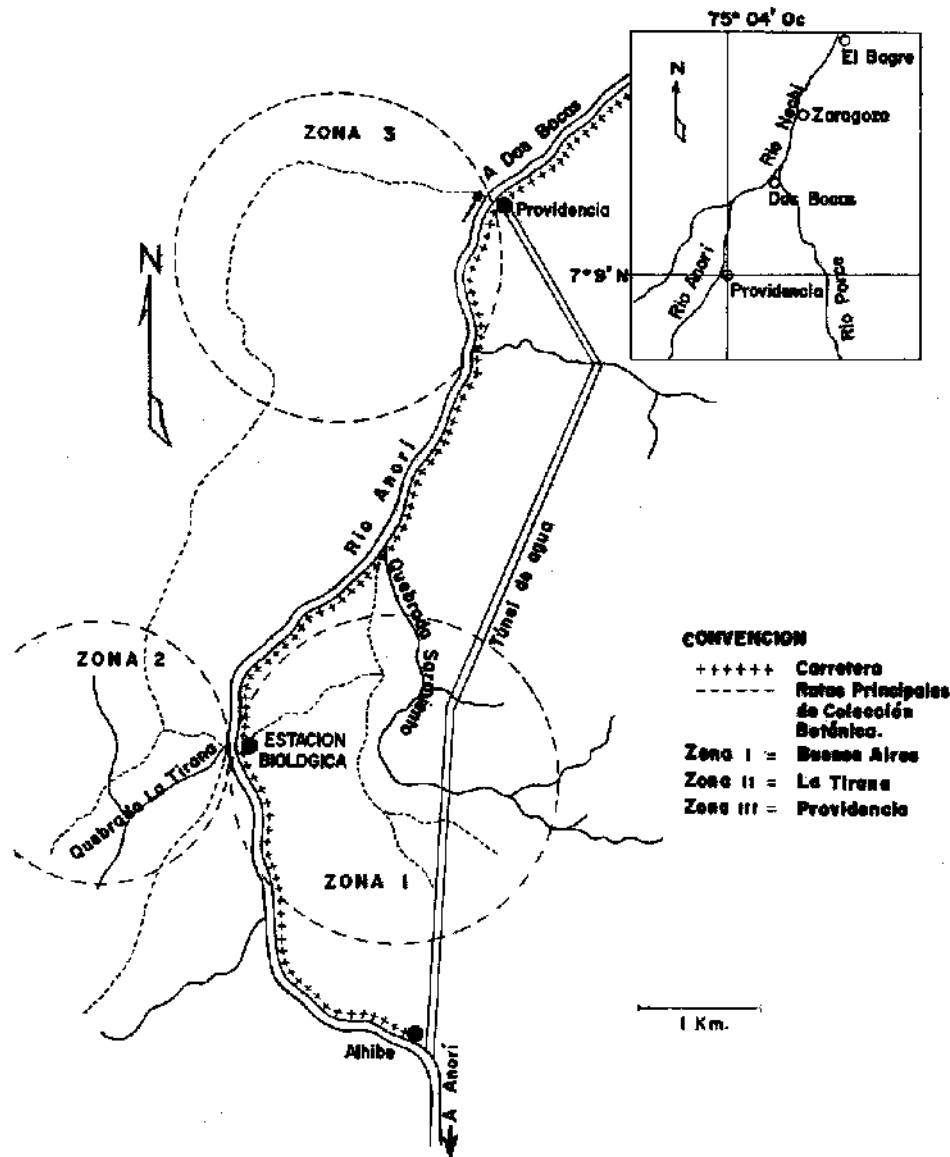 75° 04' Oc
N
El Bagre
Zaragoza
Río Nechí
Dos Bocas
7° 9' N
Río Anorí
Providencia
Río Porce
ZONA 3
A Dos Bocas
Providencia
N
Río Anorí
Túnel de agua
Quebrada Sarmiento
ZONA 2
ESTACION
BIOLOGICA
Quebrada La Tirana
ZONA 1
CONVENCION
++++++ Carretera
------ Rutas Principales
de Colección
Botánica.
Zona I = Buenos Aires
Zona II = La Tirana
Zona III = Providencia
1 Km.
Alhibe
A Anorí